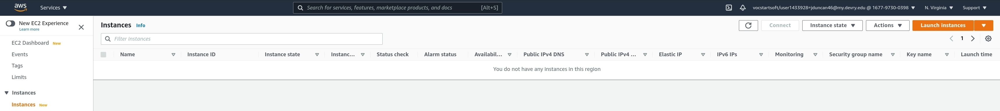 aws Services Search for services, features, marketplace products, and docs [Alt+S] vocstartsoft/user1433928=jduncan46@my.devry.edu @ 1677-9730-0398 N. Virginia Support
New EC2 Experience
Learn more
EC2 Dashboard New
Events
Tags
Limits
Instances
Instances New
Instances Info Connect Instance state Actions Launch instances
Filter instances 1
Name Instance ID Instance state Instanc... Status check Alarm status Availabil... Public IPv4 DNS Public IPv4 ... Elastic IP IPv6 IPs Monitoring Security group name Key name Launch time
You do not have any instances in this region